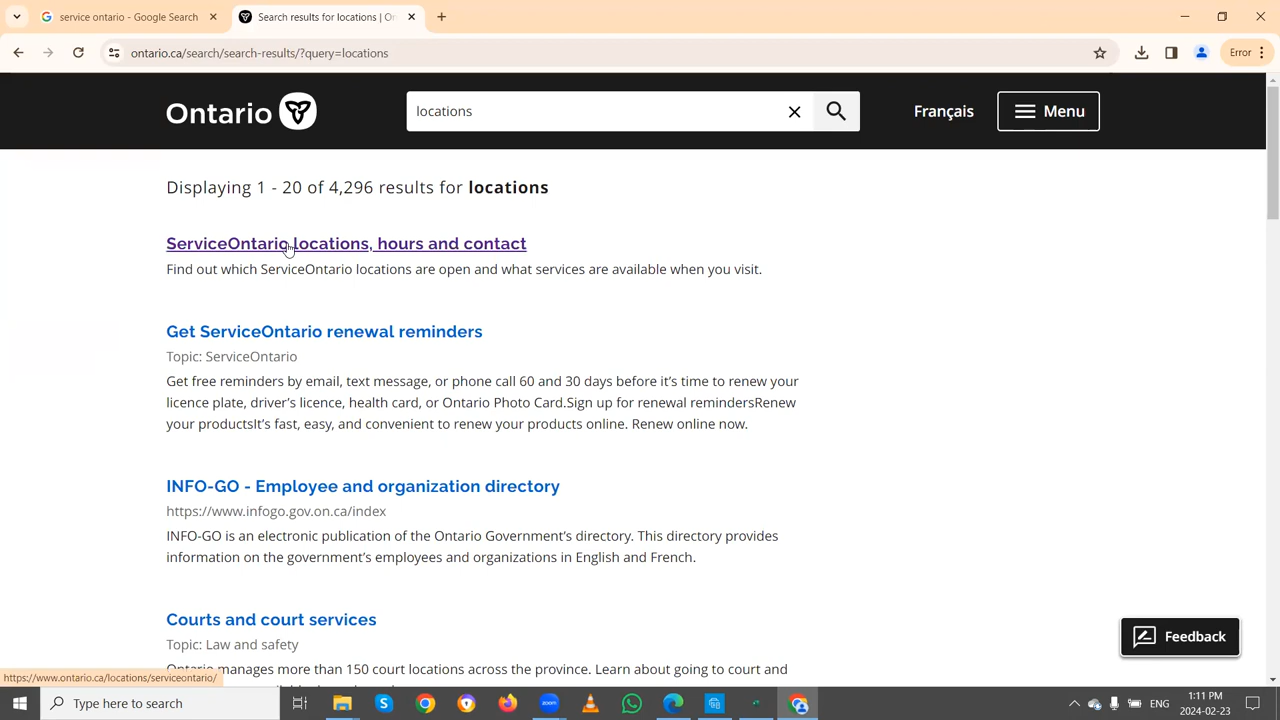 service ontario - Google Search
Search results for locations | On
ontario.ca/search/search-results/?query=locations
Error
Ontario
locations
Français
Menu
Displaying 1 - 20 of 4,296 results for locations
ServiceOntario locations, hours and contact
Find out which ServiceOntario locations are open and what services are available when you visit.
Get ServiceOntario renewal reminders
Topic: ServiceOntario
Get free reminders by email, text message, or phone call 60 and 30 days before it’s time to renew your
licence plate, driver’s licence, health card, or Ontario Photo Card.Sign up for renewal remindersRenew
your productsIt’s fast, easy, and convenient to renew your products online. Renew online now.
INFO-GO - Employee and organization directory
https://www.infogo.gov.on.ca/index
INFO-GO is an electronic publication of the Ontario Government’s directory. This directory provides
information on the government’s employees and organizations in English and French.
Courts and court services
Topic: Law and safety
Ontario manages more than 150 court locations across the province. Learn about going to court and
Feedback
https://www.ontario.ca/locations/serviceontario/
Type here to search
zoom
ENG
1:11 PM
2024-02-23